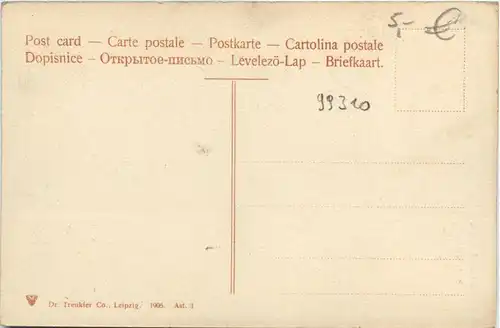 5,- €
Post card — Carte postale — Postkarte — Cartolina postale
Dopisnice — Открытое-письмо — Levelező-Lap — Briefkaart.
99310
Dr. Trenkler Co., Leipzig. 1906. Ast. 3